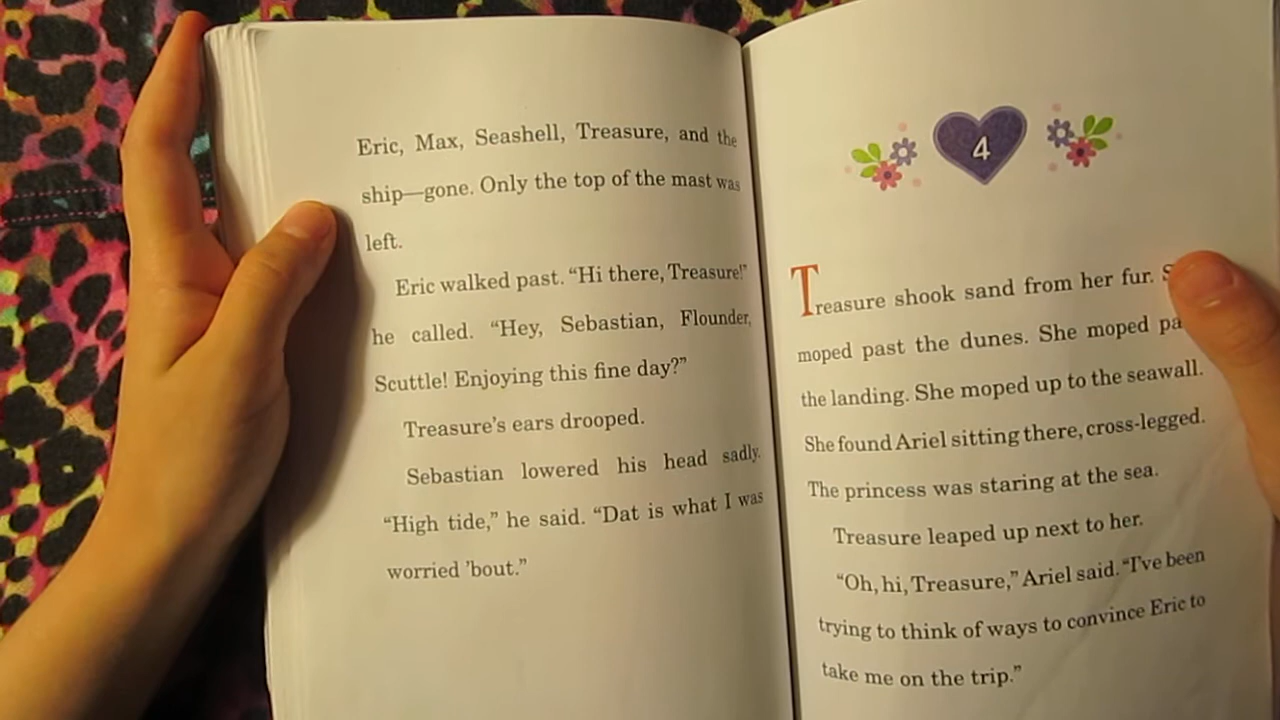 Eric, Max, Seashell, Treasure, and the
ship—gone. Only the top of the mast was
left.
Eric walked past. “Hi there, Treasure!”
he called. “Hey, Sebastian, Flounder,
Scuttle! Enjoying this fine day?”
Treasure’s ears drooped.
Sebastian lowered his head sadly.
“High tide,” he said. “Dat is what I was
worried ’bout.”
4
Treasure shook sand from her fur.
moped past the dunes. She moped
the landing. She moped up to the seawall.
She found Ariel sitting there, cross-legged.
The princess was staring at the sea.
Treasure leaped up next to her.
“Oh, hi, Treasure,” Ariel said. “I’ve been
trying to think of ways to convince Eric to
take me on the trip.”